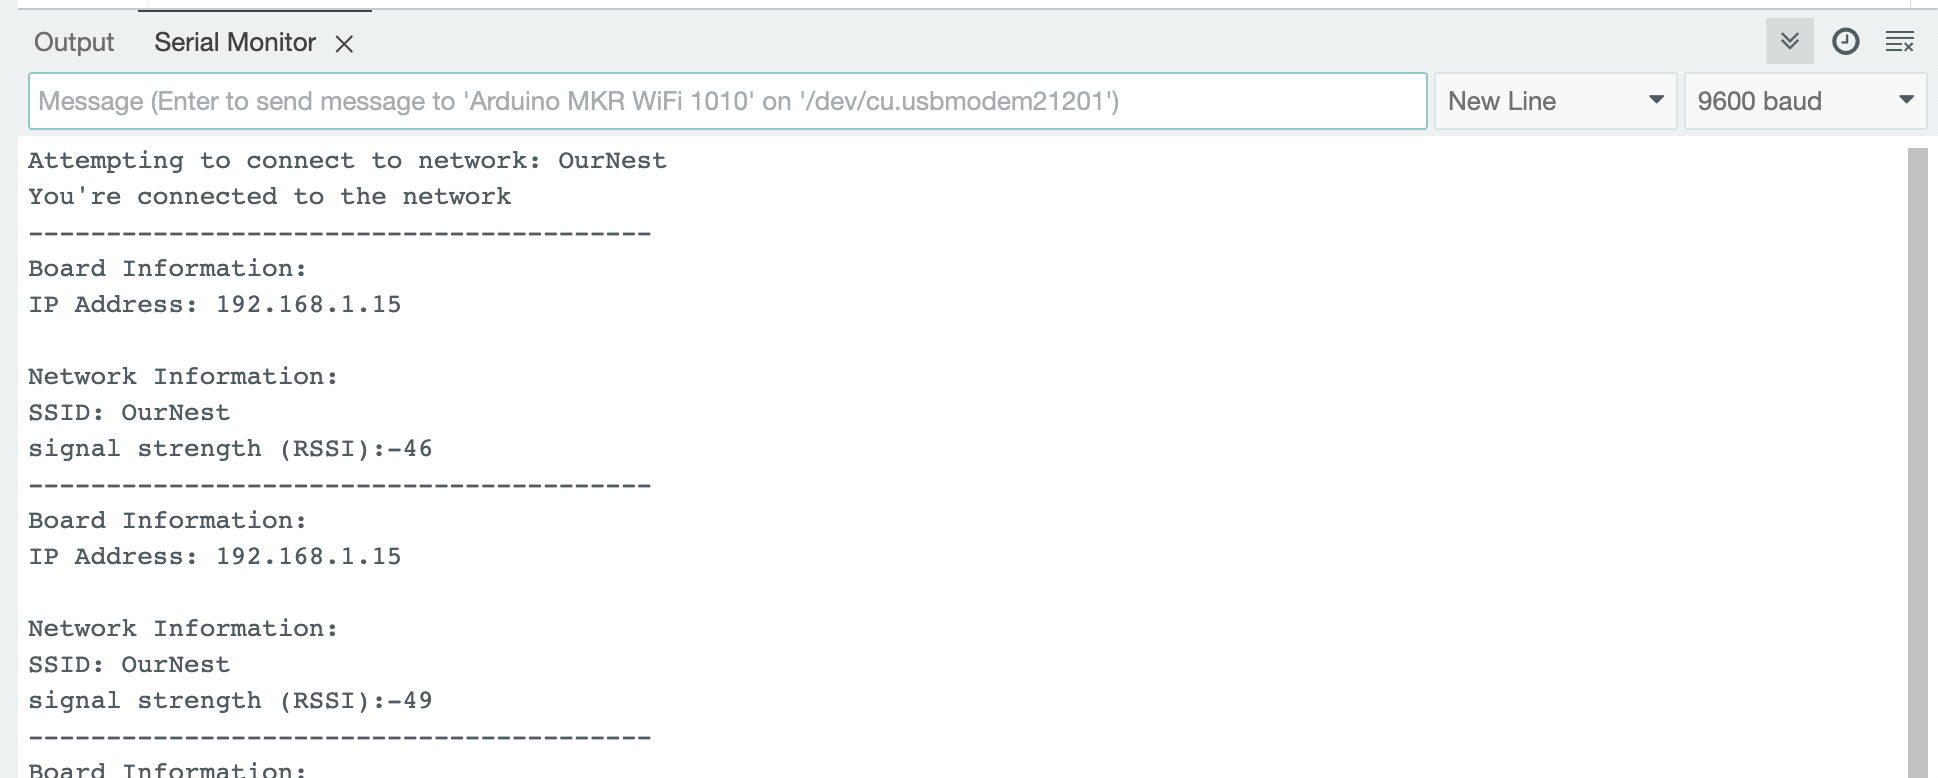 Output
Serial Monitor
Message (Enter to send message to 'Arduino MKR WiFi 1010' on '/dev/cu.usbmodem21201')
New Line
9600 baud
Attempting to connect to network: OurNest
You're connected to the network
----------------------------------------
Board Information:
IP Address: 192.168.1.15

Network Information:
SSID: OurNest
signal strength (RSSI):-46
----------------------------------------
Board Information:
IP Address: 192.168.1.15

Network Information:
SSID: OurNest
signal strength (RSSI):-49
----------------------------------------
Board Information: